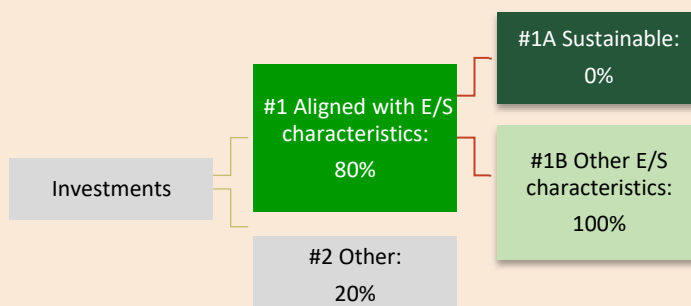 Investments
#1 Aligned with E/S
characteristics:
80%
#2 Other:
20%
#1A Sustainable:
0%
#1B Other E/S
characteristics:
100%